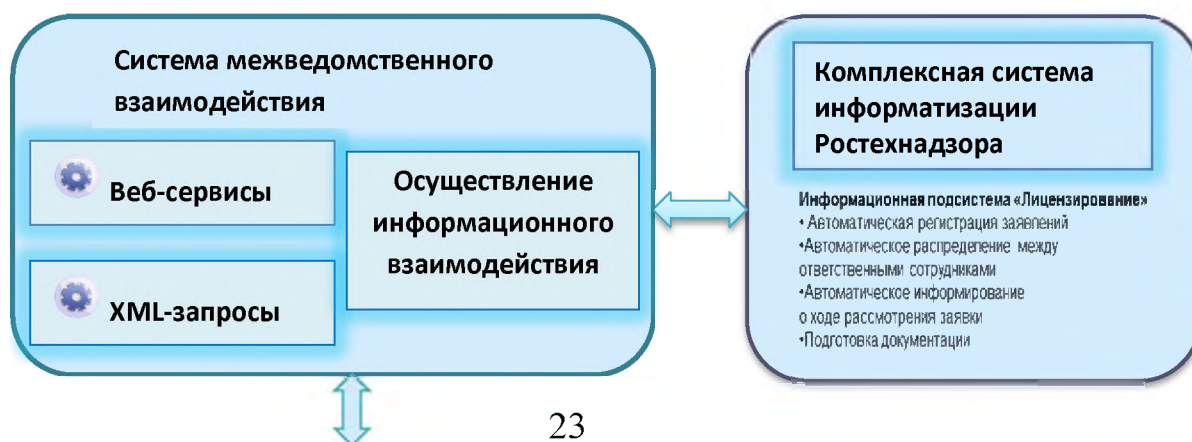 Система межведомственного
взаимодействия
Веб-сервисы
XML-запросы
Осуществление
информационного
взаимодействия
Комплексная система
информатизации
Ростехнадзора
Информационная подсистема «Лицензирование»
• Автоматическая регистрация заявлений
•Автоматическое распределение между
ответственными сотрудниками
•Автоматическое информирование
о ходе рассмотрения заявки
•Подготовка документации
23